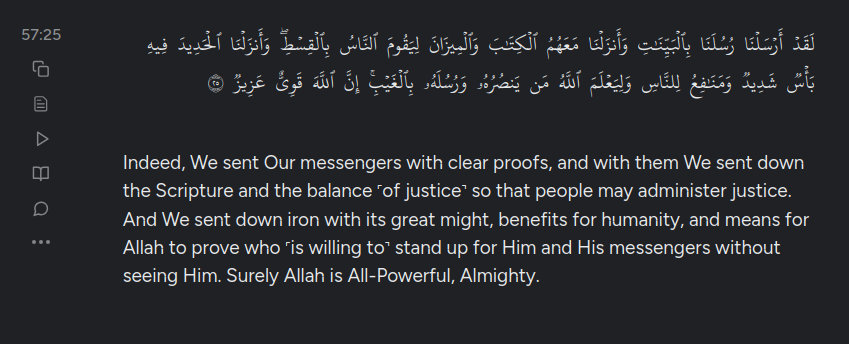 57:25
لَقَدْ أَرْسَلْنَا رُسُلَنَا بِٱلْبَيِّنَـٰتِ وَأَنزَلْنَا مَعَهُمُ ٱلْكِتَـٰبَ وَٱلْمِيزَانَ لِيَقُومَ ٱلنَّاسُ بِٱلْقِسْطِ ۖ وَأَنزَلْنَا ٱلْحَدِيدَ فِيهِ
بَأْسٌ شَدِيدٌ وَمَنَـٰفِعُ لِلنَّاسِ وَلِيَعْلَمَ ٱللَّهُ مَن يَنصُرُهُۥ وَرُسُلَهُۥ بِٱلْغَيْبِ ۚ إِنَّ ٱللَّهَ قَوِىٌّ عَزِيزٌ ٢٥
Indeed, We sent Our messengers with clear proofs, and with them We sent down
the Scripture and the balance ˹of justice˺ so that people may administer justice.
And We sent down iron with its great might, benefits for humanity, and means for
Allah to prove who ˹is willing to˺ stand up for Him and His messengers without
seeing Him. Surely Allah is All-Powerful, Almighty.